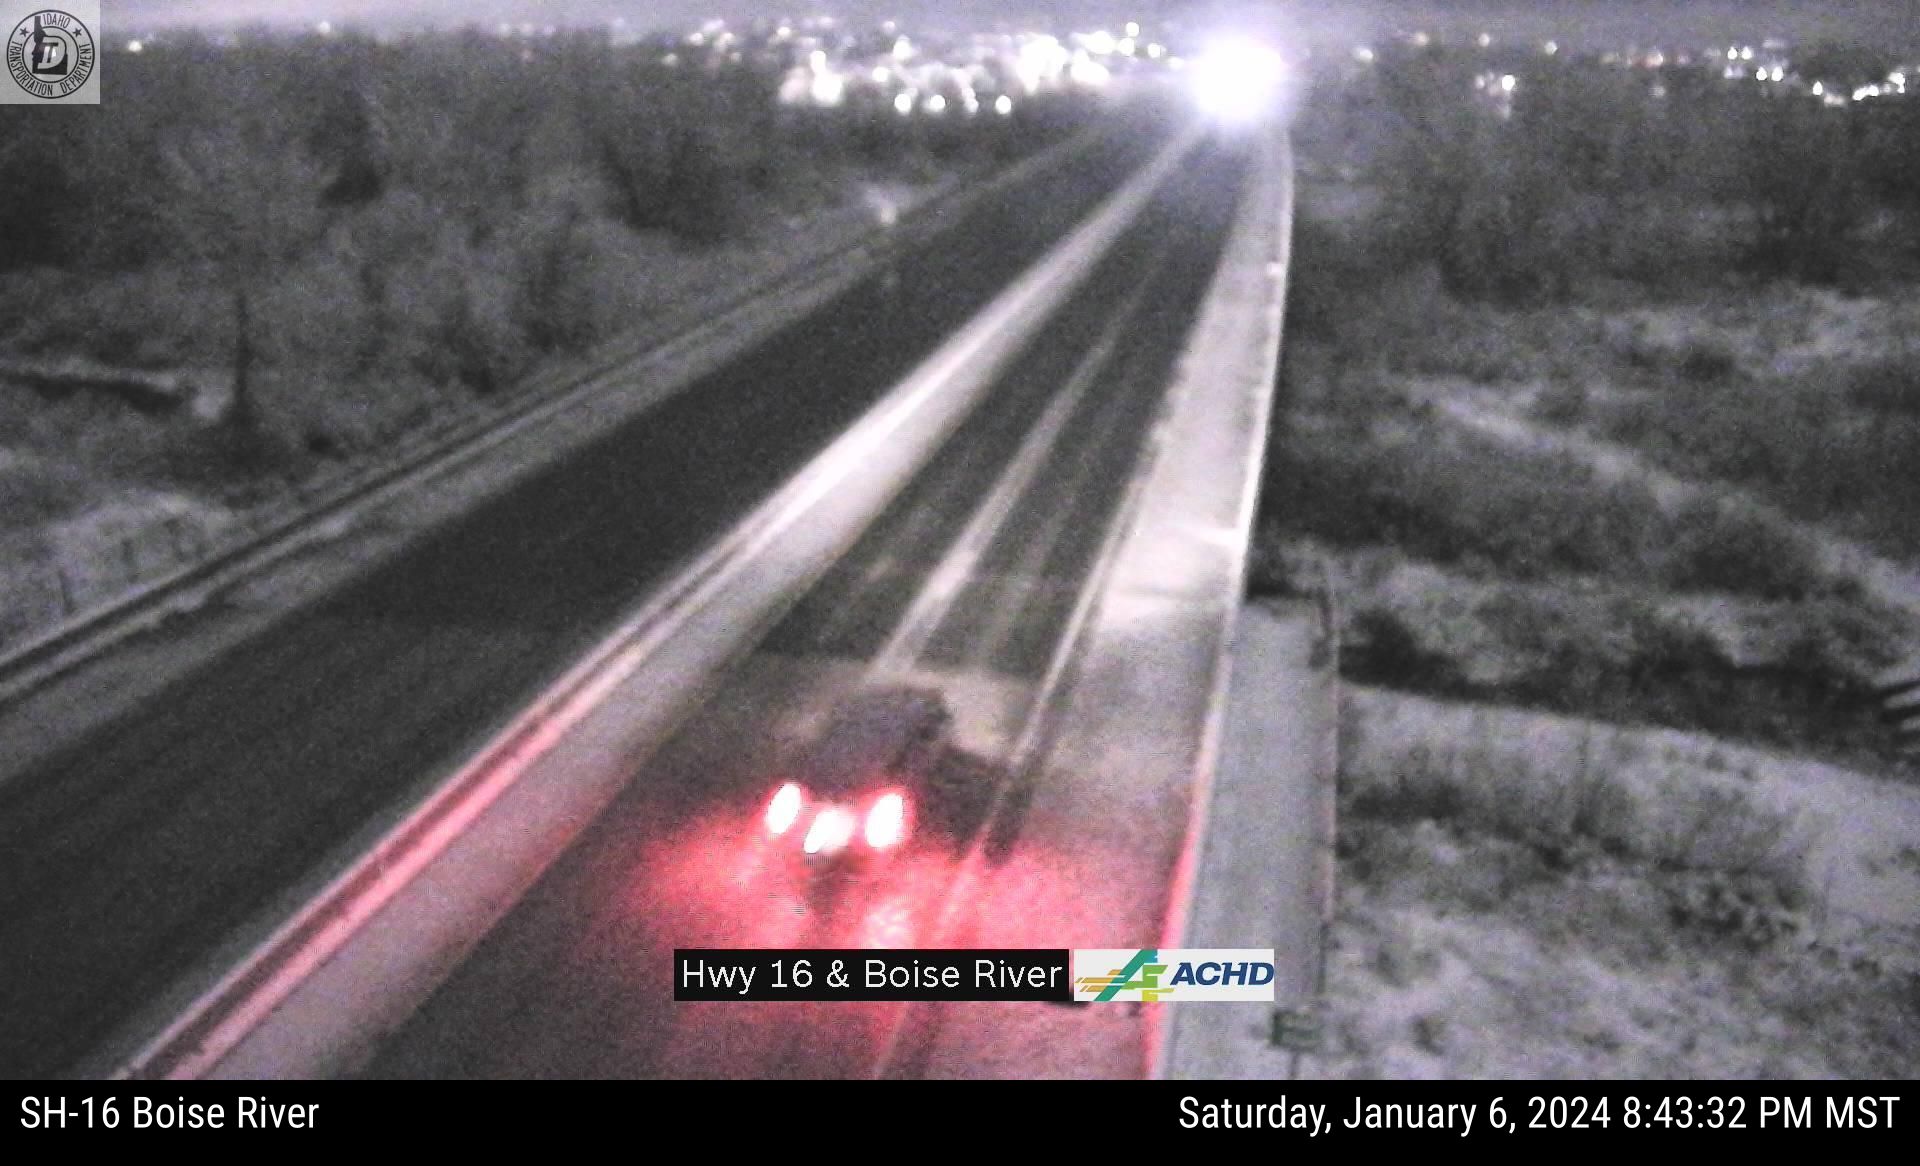 IDAHO
TRANSPORTATION DEPARTMENT
Hwy 16 & Boise River
ACHD
SH-16 Boise River
Saturday, January 6, 2024 8:43:32 PM MST